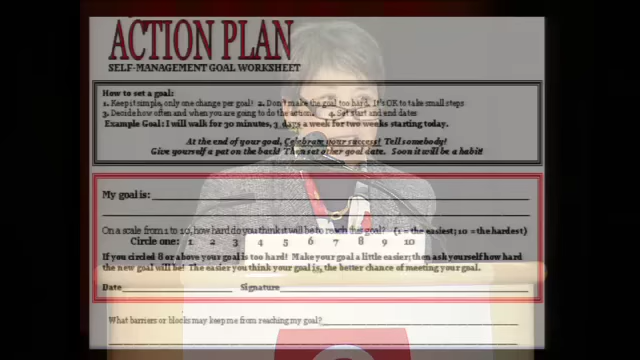 ACTION PLAN
SELF-MANAGEMENT GOAL WORKSHEET
How to set a goal:
1. Keep it simple, only one change per goal! 2. Don't make the goal too hard. It's OK to take small steps
3. Decide how often and when you are going to do the action. 4. Set start and end dates
Example Goal: I will walk for 30 minutes, 3 days a week for two weeks starting today.
At the end of your goal, Celebrate your success! Tell somebody!
Give yourself a pat on the back! Then set other goal date. Soon it will be a habit!
My goal is:
On a scale from 1 to 10, how hard do you think it will be to reach this goal? (1 = the easiest; 10 = the hardest)
Circle one: 1 2 3 4 5 6 7 8 9 10
If you circled 8 or above your goal is too hard! Make your goal a little easier; then ask yourself how hard
the new goal will be! The easier you think your goal is, the better chance of meeting your goal.
Date Signature
What barriers or blocks may keep me from reaching my goal?